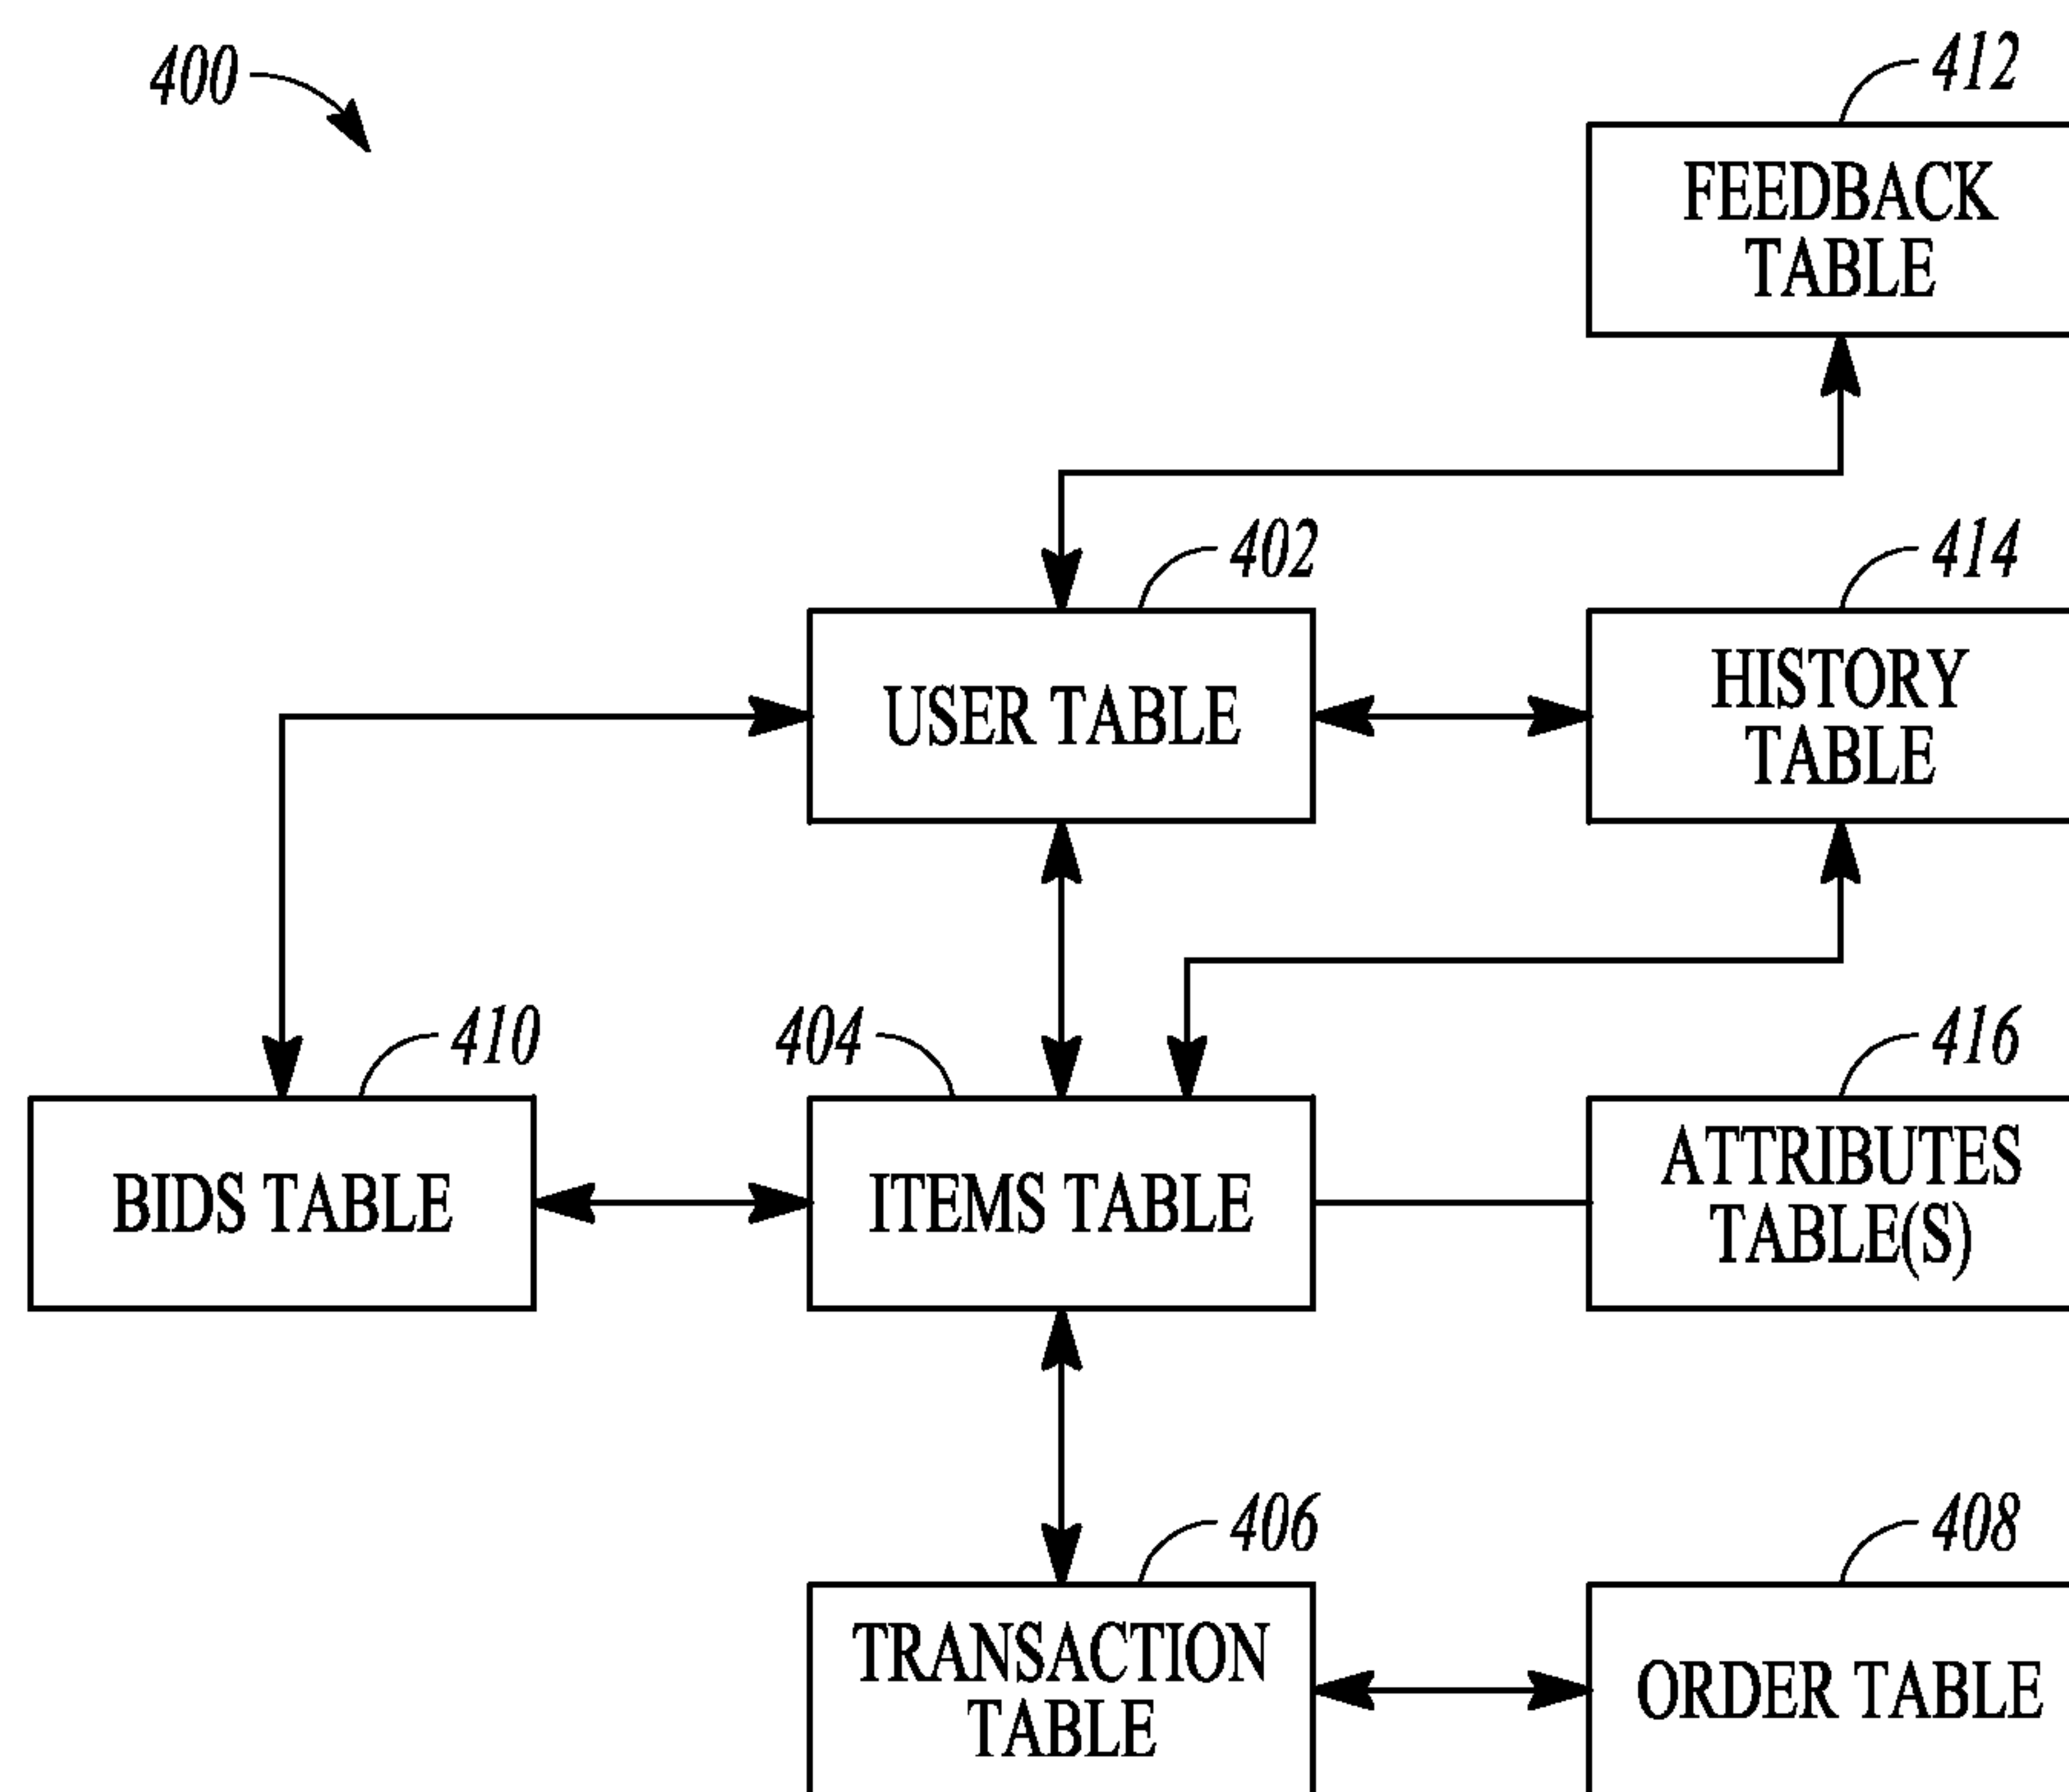 400
412
FEEDBACK
TABLE
402
414
USER TABLE
HISTORY
TABLE
410
404
416
BIDS TABLE
ITEMS TABLE
ATTRIBUTES
TABLE(S)
406
408
TRANSACTION
TABLE
ORDER TABLE